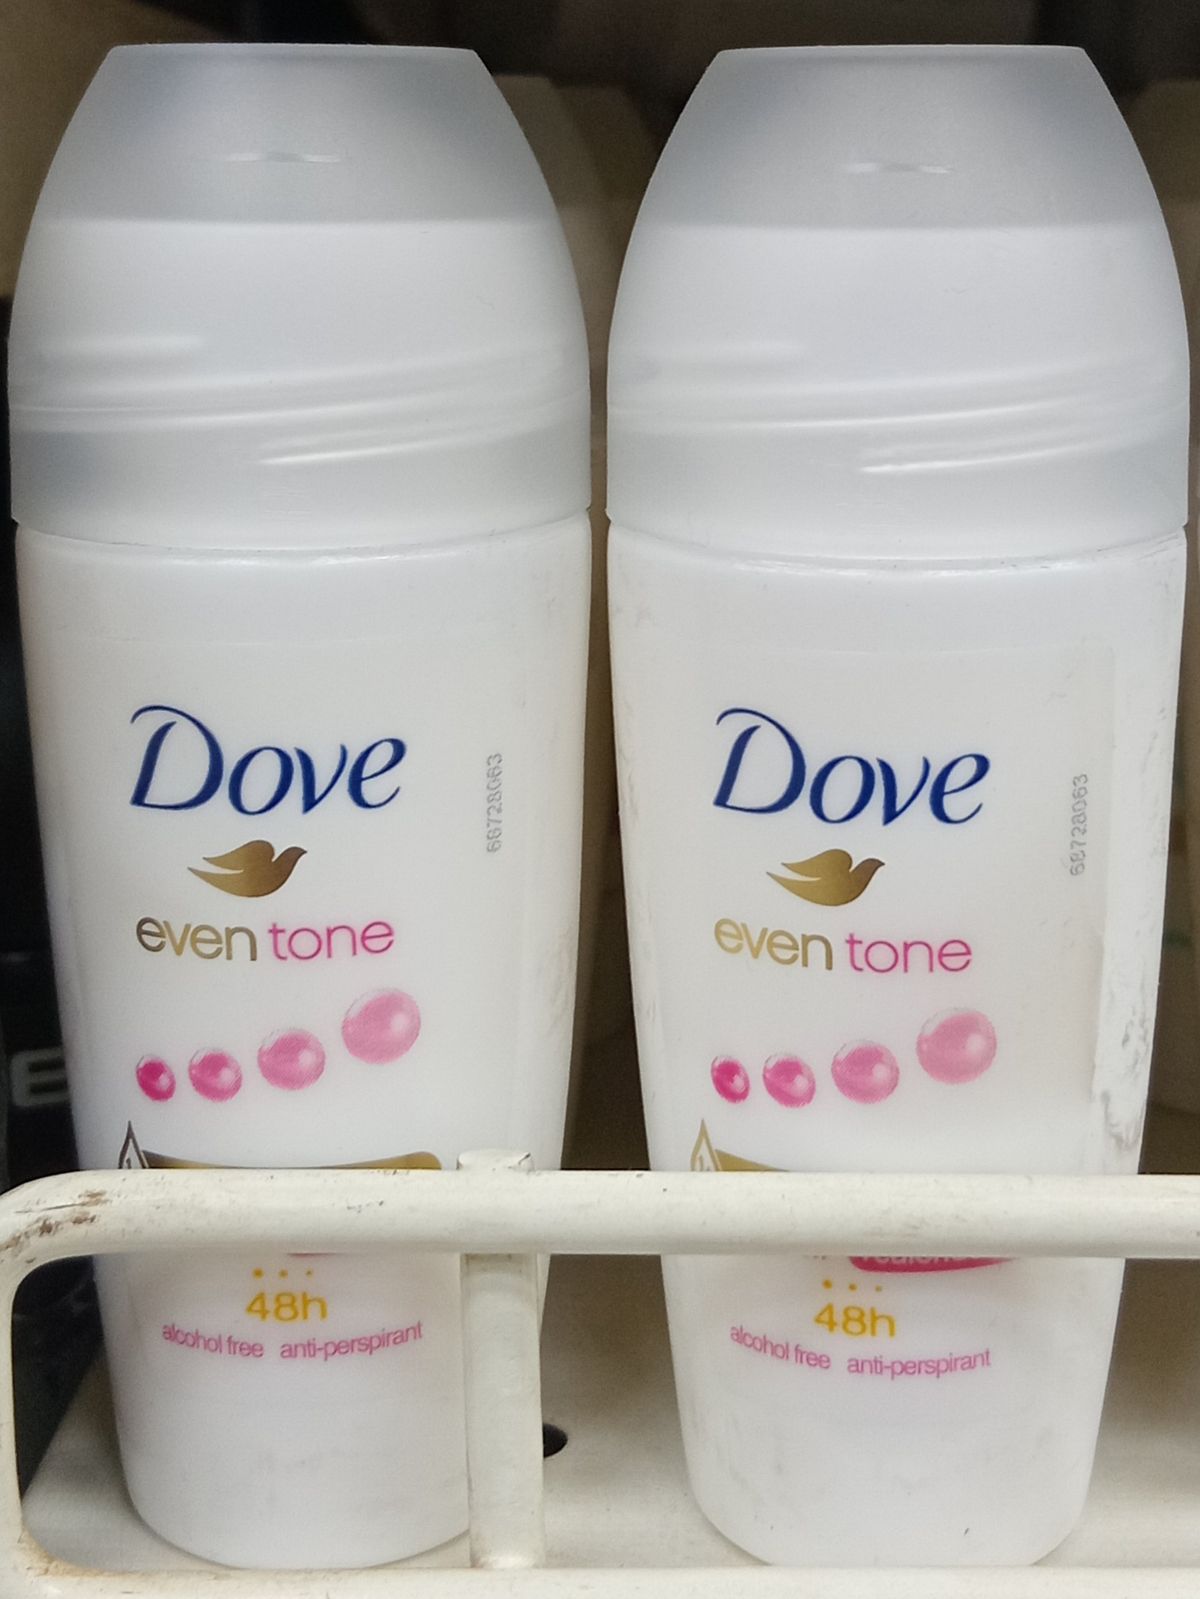 Dove
68728063
even tone
48h
alcohol free anti-perspirant
Dove
68728063
even tone
48h
alcohol free anti-perspirant